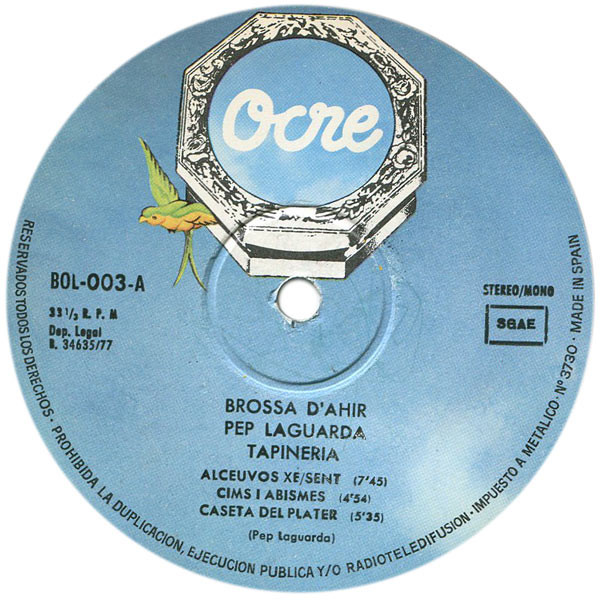 Ocre
BOL-003-A
33 1/3 R. P. M
Dep. Legal
B. 34635/77
STEREO/MONO
SGAE
BROSSA D'AHIR
PEP LAGUARDA
TAPINERIA
ALCEUVOS XE/SENT (7'45)
CIMS I ABISMES (4'54)
CASETA DEL PLATER (5'35)
(Pep Laguarda)
RESERVADOS TODOS LOS DERECHOS · PROHIBIDA LA DUPLICACION, EJECUCION PUBLICA Y/O RADIOTELEDIFUSION · IMPUESTO A METALICO · Nº 3730 · MADE IN SPAIN